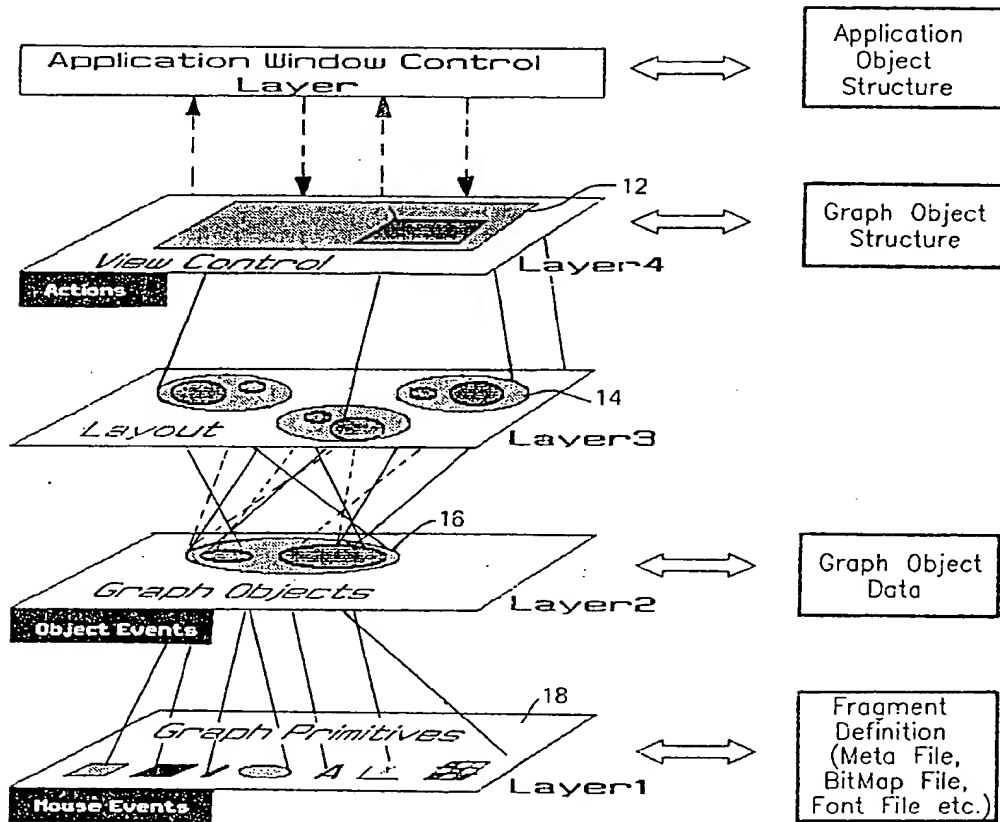 Application Window Control
Layer
Application
Object
Structure
12
View Control
Layer4
Actions
Graph Object
Structure
14
Layout
Layer3
16
Graph Objects
Layer2
Object Events
Graph Object
Data
18
Graph Primitives
A
Layer1
Mouse Events
Fragment
Definition
(Meta File,
BitMap File,
Font File etc.)